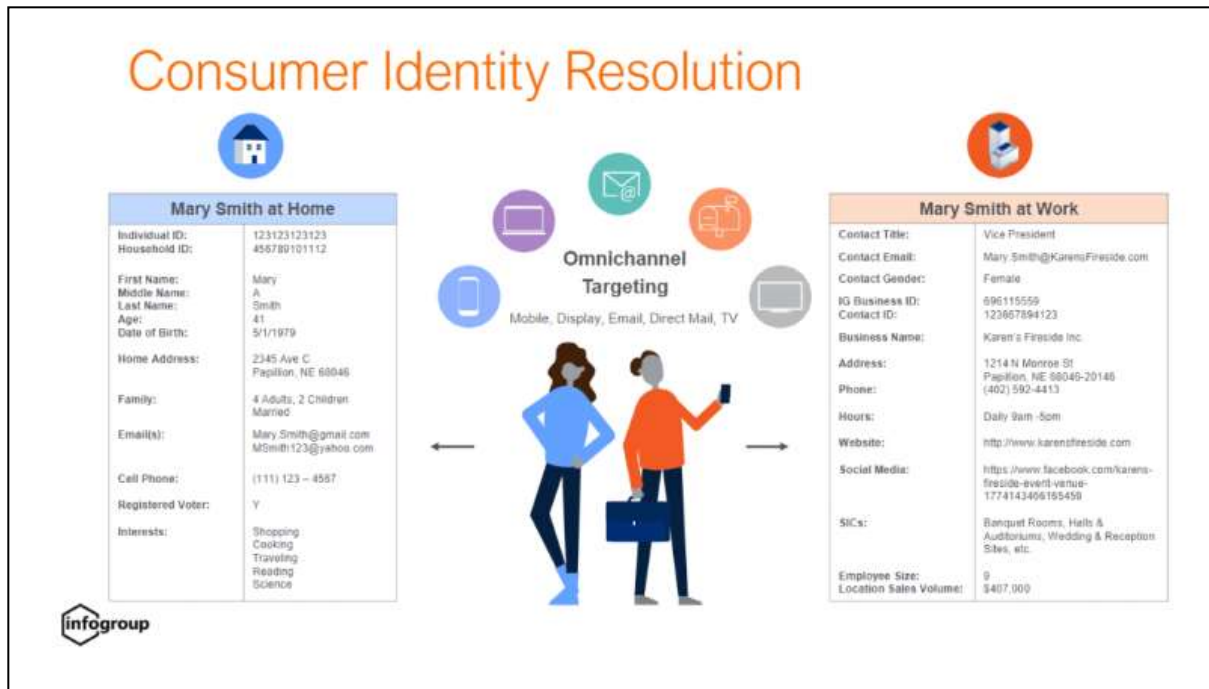 Consumer Identity Resolution
Mary Smith at Home
Individual ID: 123123123123
Household ID: 456789101112
First Name: Mary
Middle Name: A
Last Name: Smith
Age: 41
Date of Birth: 5/1/1979
Home Address: 2345 Ave C
Papillion, NE 68046
Family: 4 Adults, 2 Children
Married
Email(s): Mary.Smith@gmail.com
MSmith123@yahoo.com
Cell Phone: (111) 123 – 4567
Registered Voter: Y
Interests: Shopping
Cooking
Traveling
Reading
Science
Omnichannel
Targeting
Mobile, Display, Email, Direct Mail, TV
Mary Smith at Work
Contact Title: Vice President
Contact Email: Mary.Smith@KarensFireside.com
Contact Gender: Female
IG Business ID: 696115559
Contact ID: 123667894123
Business Name: Karen's Fireside Inc.
Address: 1214 N Monroe St
Papillion, NE 68046-20146
Phone: (402) 592-4413
Hours: Daily 9am -5pm
Website: http://www.karensfireside.com
Social Media: https://www.facebook.com/karens-
fireside-event-venue-
1774143466165459
SICs: Banquet Rooms, Halls &
Auditoriums, Wedding & Reception
Sites, etc.
Employee Size: 9
Location Sales Volume: $407,000
infogroup